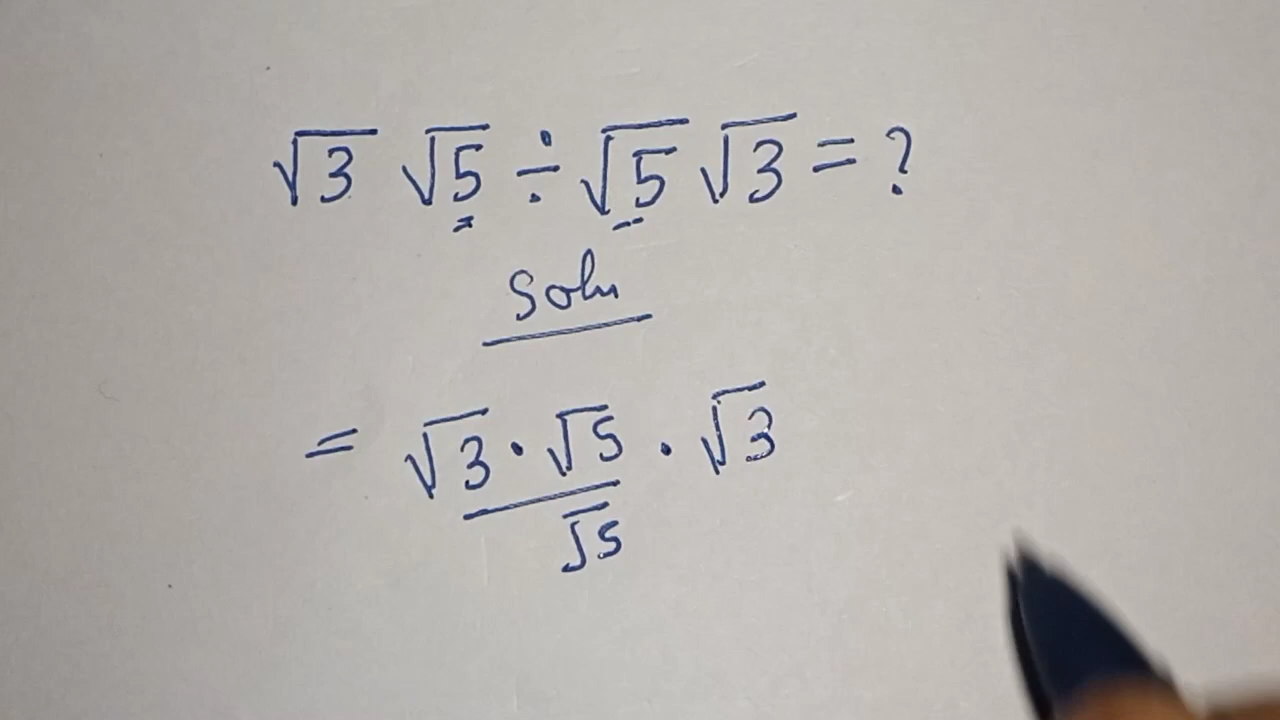 √3 √5 ÷ √5 √3 = ?
Soln
= √3 · √5 · √3
√5